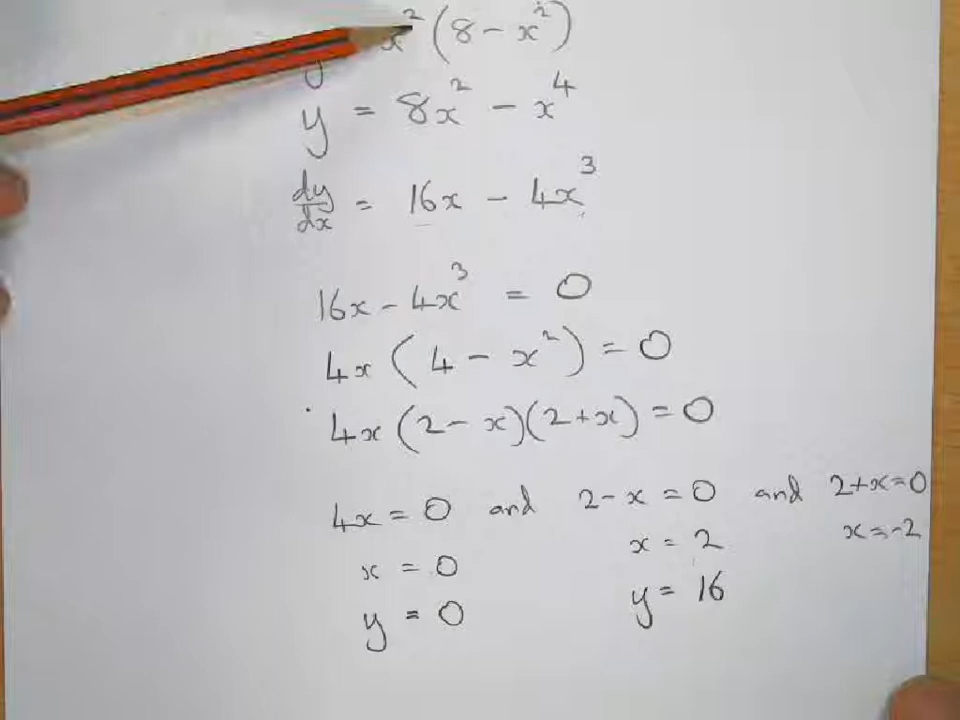 x² (8 - x²)
y = 8x² - x⁴
dy/dx = 16x - 4x³
16x - 4x³ = 0
4x (4 - x²) = 0
4x (2 - x)(2 + x) = 0
4x = 0 and 2 - x = 0 and 2 + x = 0
x = 0 x = 2 x = -2
y = 0 y = 16